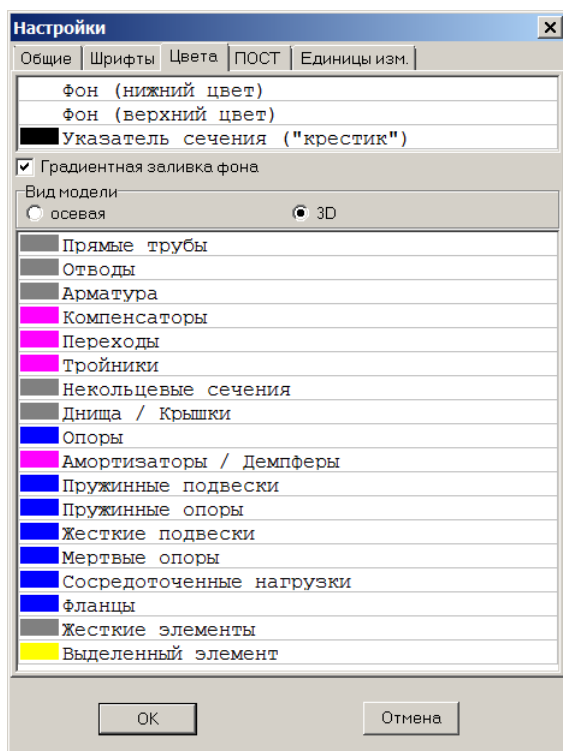 Настройки
Общие Шрифты Цвета ПОСТ Единицы изм.
Фон (нижний цвет)
Фон (верхний цвет)
Указатель сечения ("крестик")
Градиентная заливка фона
Вид модели
осевая 3D
Прямые трубы
Отводы
Арматура
Компенсаторы
Переходы
Тройники
Некольцевые сечения
Днища / Крышки
Опоры
Амортизаторы / Демпферы
Пружинные подвески
Пружинные опоры
Жесткие подвески
Мертвые опоры
Сосредоточенные нагрузки
Фланцы
Жесткие элементы
Выделенный элемент
OK Отмена